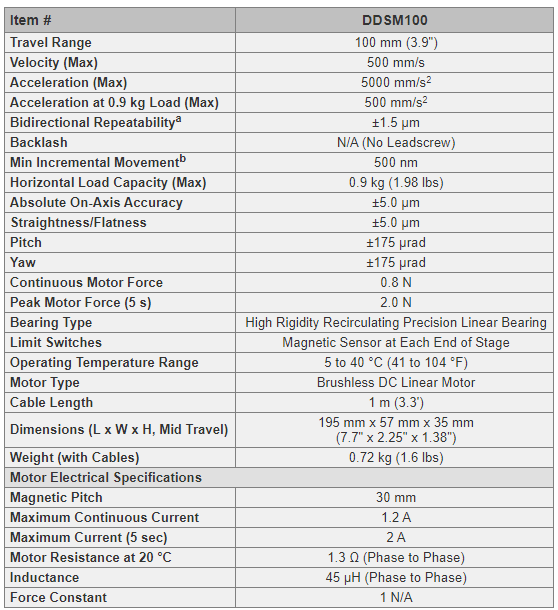 Item # DDSM100
Travel Range 100 mm (3.9")
Velocity (Max) 500 mm/s
Acceleration (Max) 5000 mm/s²
Acceleration at 0.9 kg Load (Max) 500 mm/s²
Bidirectional Repeatabilityᵃ ±1.5 µm
Backlash N/A (No Leadscrew)
Min Incremental Movementᵇ 500 nm
Horizontal Load Capacity (Max) 0.9 kg (1.98 lbs)
Absolute On-Axis Accuracy ±5.0 µm
Straightness/Flatness ±5.0 µm
Pitch ±175 µrad
Yaw ±175 µrad
Continuous Motor Force 0.8 N
Peak Motor Force (5 s) 2.0 N
Bearing Type High Rigidity Recirculating Precision Linear Bearing
Limit Switches Magnetic Sensor at Each End of Stage
Operating Temperature Range 5 to 40 °C (41 to 104 °F)
Motor Type Brushless DC Linear Motor
Cable Length 1 m (3.3')
Dimensions (L x W x H, Mid Travel) 195 mm x 57 mm x 35 mm
(7.7" x 2.25" x 1.38")
Weight (with Cables) 0.72 kg (1.6 lbs)
Motor Electrical Specifications
Magnetic Pitch 30 mm
Maximum Continuous Current 1.2 A
Maximum Current (5 sec) 2 A
Motor Resistance at 20 °C 1.3 Ω (Phase to Phase)
Inductance 45 µH (Phase to Phase)
Force Constant 1 N/A